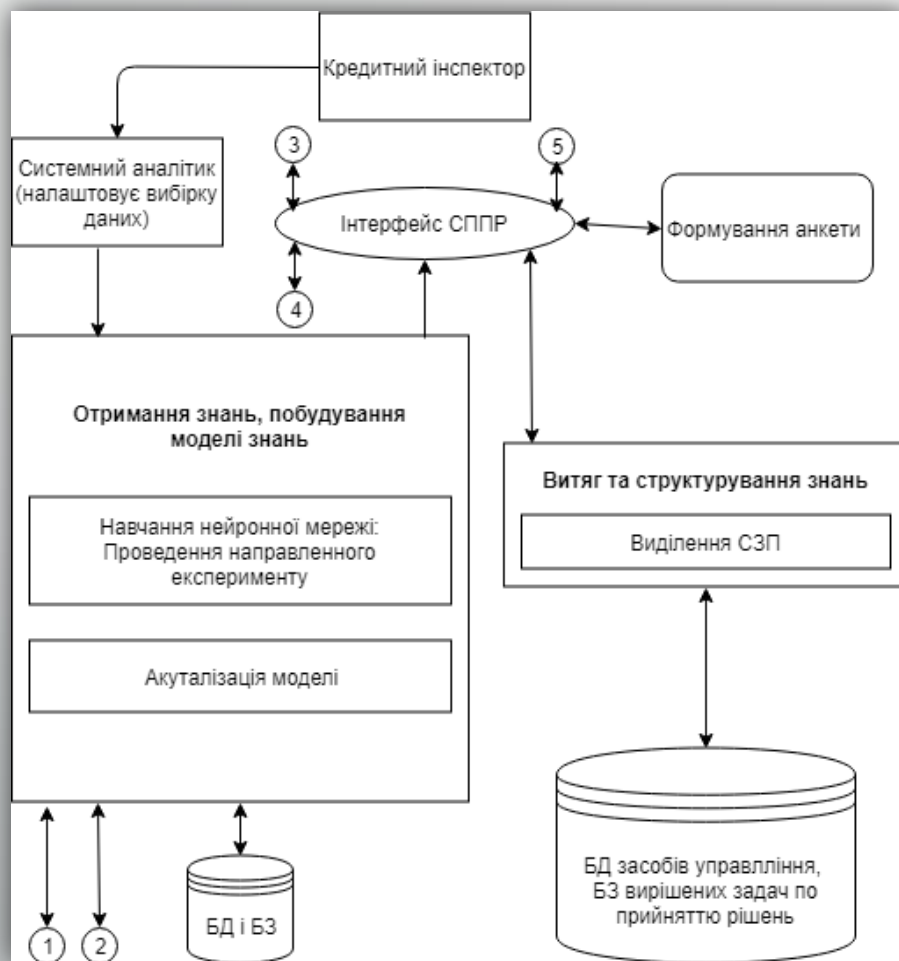 Кредитний інспектор
Системний аналітик
(налаштовує вибірку
даних)
3
5
Інтерфейс СППР
Формування анкети
4
Отримання знань, побудування
моделі знань
Навчання нейронної мережі:
Проведення направленного
експерименту
Акуталізація моделі
Витяг та структурування знань
Виділення СЗП
БД засобів управлління,
БЗ вирішених задач по
прийняттю рішень
БД і БЗ
1
2